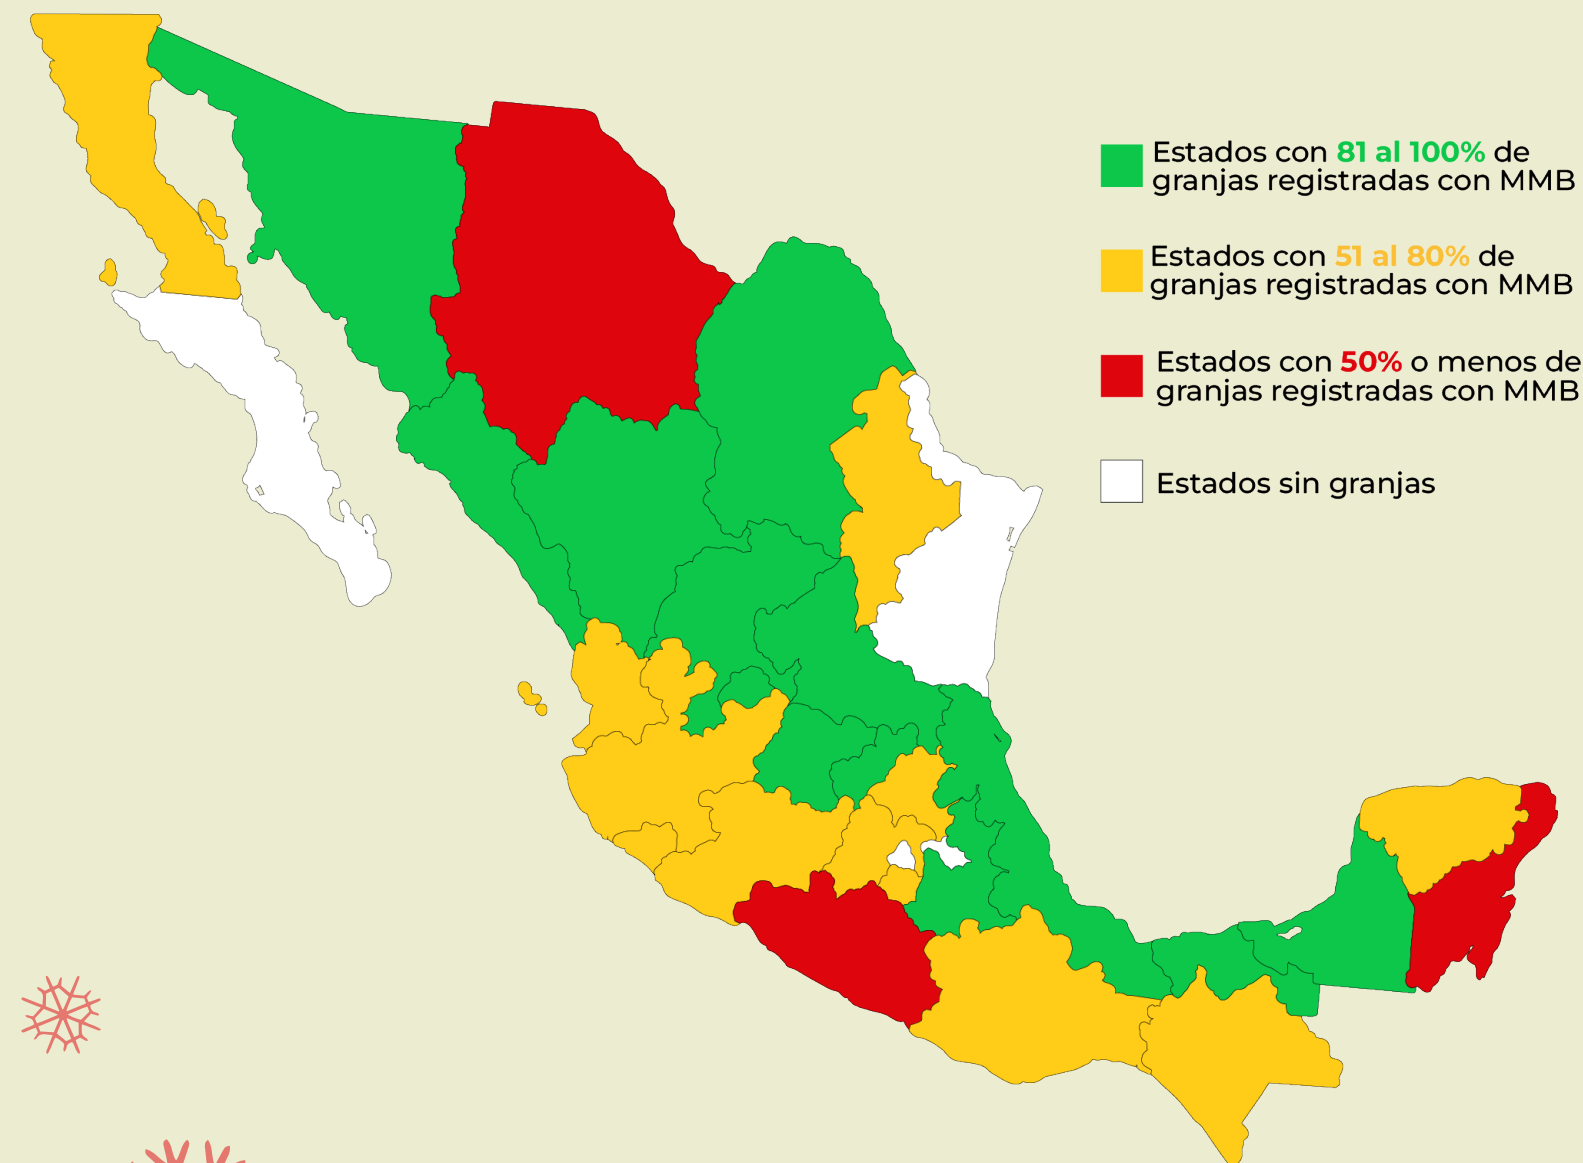 Estados con 81 al 100% de
granjas registradas con MMB
Estados con 51 al 80% de
granjas registradas con MMB
Estados con 50% o menos de
granjas registradas con MMB
Estados sin granjas